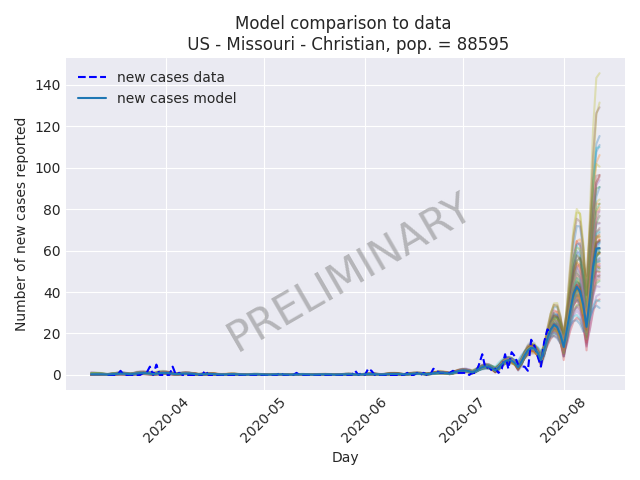 Model comparison to data
US - Missouri - Christian, pop. = 88595
new cases data
new cases model
PRELIMINARY
Number of new cases reported
140
120
100
80
60
40
20
0
2020-04
2020-05
2020-06
2020-07
2020-08
Day